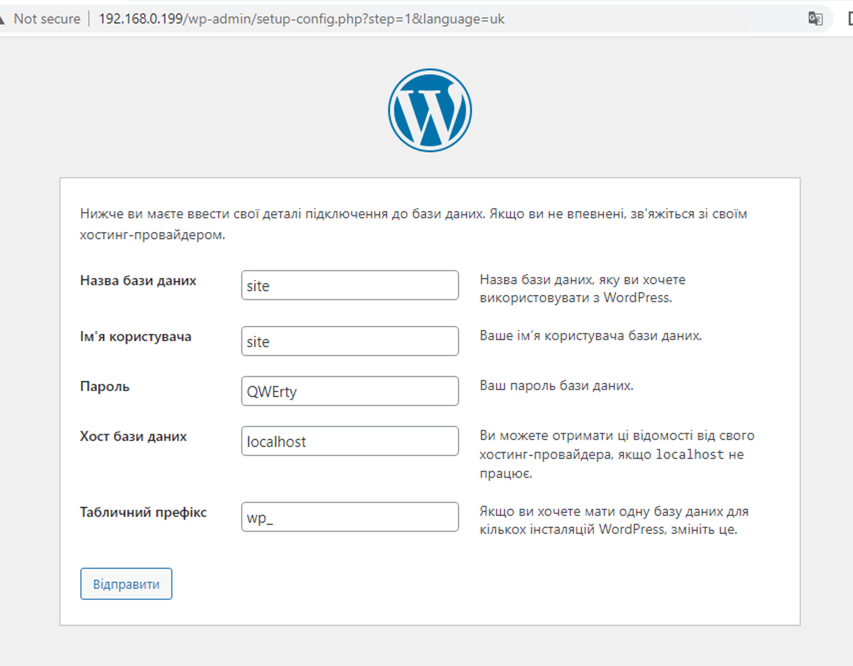 Not secure | 192.168.0.199/wp-admin/setup-config.php?step=1&language=uk
Нижче ви маєте ввести свої деталі підключення до бази даних. Якщо ви не впевнені, зв'яжіться зі своїм
хостинг-провайдером.
Назва бази даних
site
Назва бази даних, яку ви хочете
використовувати з WordPress.
Ім'я користувача
site
Ваше ім’я користувача бази даних.
Пароль
QWErty
Ваш пароль бази даних.
Хост бази даних
localhost
Ви можете отримати ці відомості від свого
хостинг-провайдера, якщо localhost не
працює.
Табличний префікс
wp_
Якщо ви хочете мати одну базу даних для
кількох інсталяцій WordPress, змініть це.
Відправити